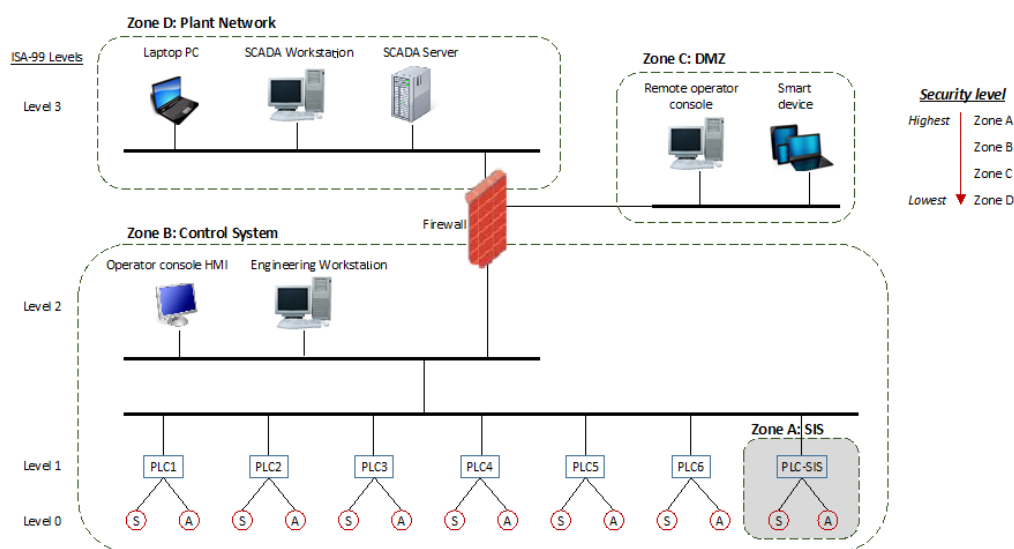 Zone D: Plant Network
ISA-99 Levels
Laptop PC
SCADA Workstation
SCADA Server
Level 3
Zone C: DMZ
Remote operator
console
Smart
device
Security level
Highest
Zone A
Zone B
Zone C
Lowest
Zone D
Firewall
Zone B: Control System
Operator console HMI
Engineering Workstation
Level 2
Zone A: SIS
Level 1
PLC1
PLC2
PLC3
PLC4
PLC5
PLC6
PLC-SIS
Level 0
S
A
S
A
S
A
S
A
S
A
S
A
S
A